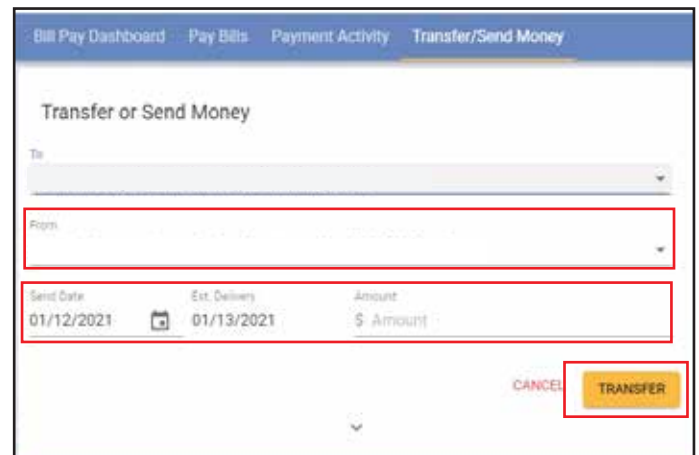 Bill Pay Dashboard Pay Bills Payment Activity Transfer/Send Money
Transfer or Send Money
To
From
Send Date Est. Delivery Amount
01/12/2021 01/13/2021 $ Amount
CANCEL TRANSFER